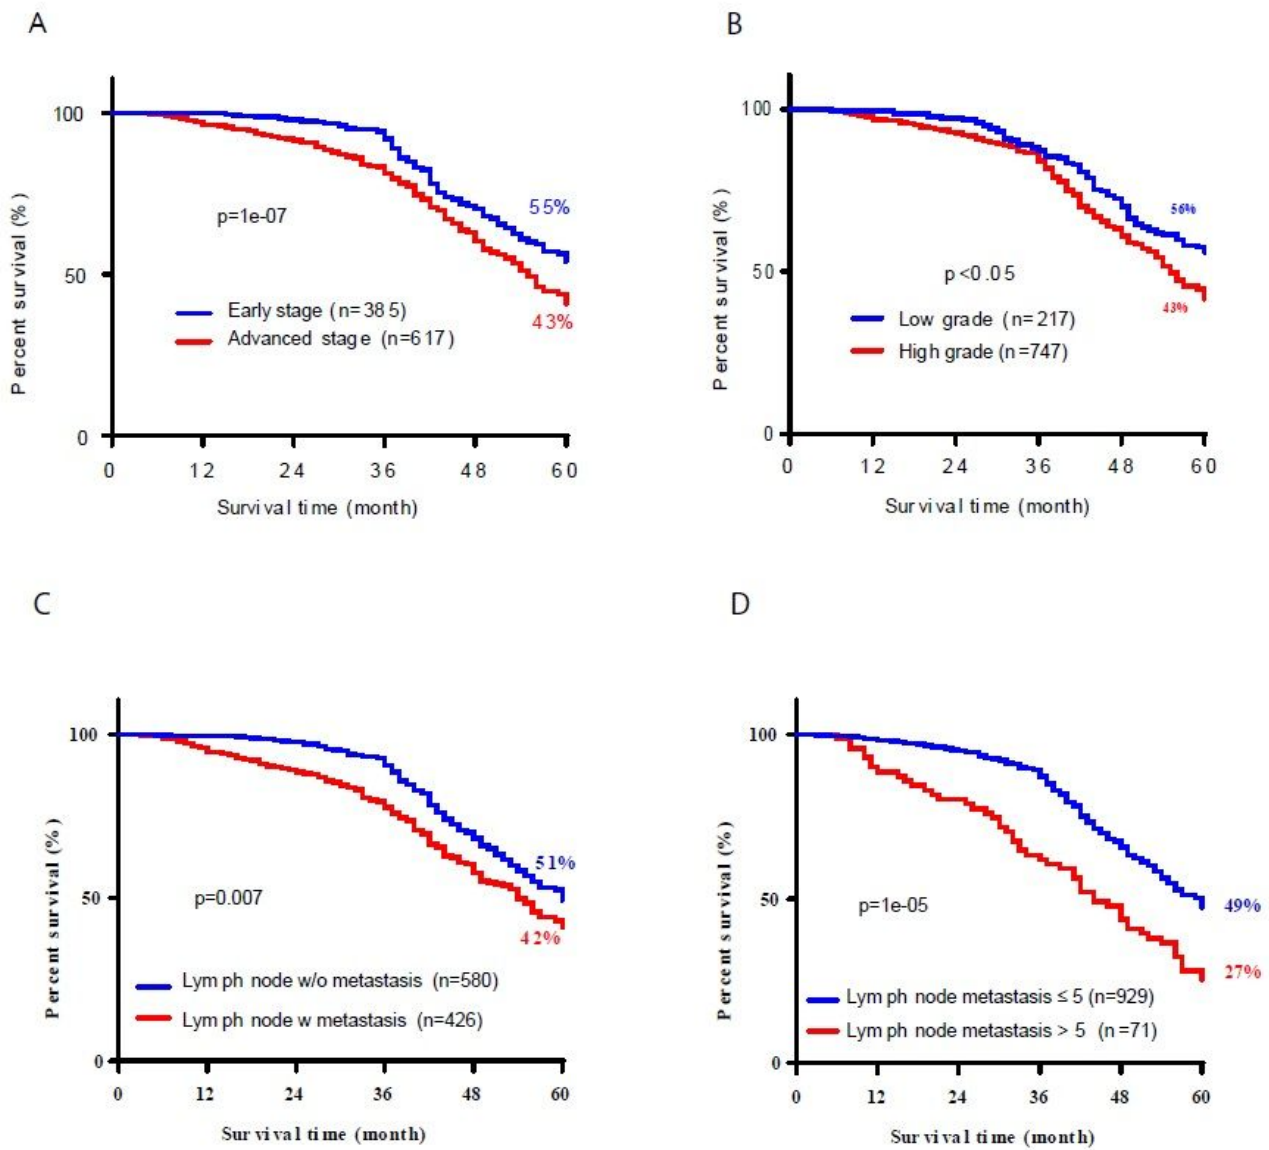 A
Percent survival (%)
100
50
0
p=1e-07
55%
43%
Early stage (n=385)
Advanced stage (n=617)
0 12 24 36 48 60
Survival time (month)
B
Percent survival (%)
100
50
0
56%
p<0.05
43%
Low grade (n=217)
High grade (n=747)
0 12 24 36 48 60
Survival time (month)
C
Percent survival (%)
100
50
0
51%
p=0.007
42%
Lymph node w/o metastasis (n=580)
Lymph node w metastasis (n=426)
0 12 24 36 48 60
Survival time (month)
D
Percent survival (%)
100
50
0
p=1e-05
49%
27%
Lymph node metastasis ≤ 5 (n=929)
Lymph node metastasis > 5 (n=71)
0 12 24 36 48 60
Survival time (month)